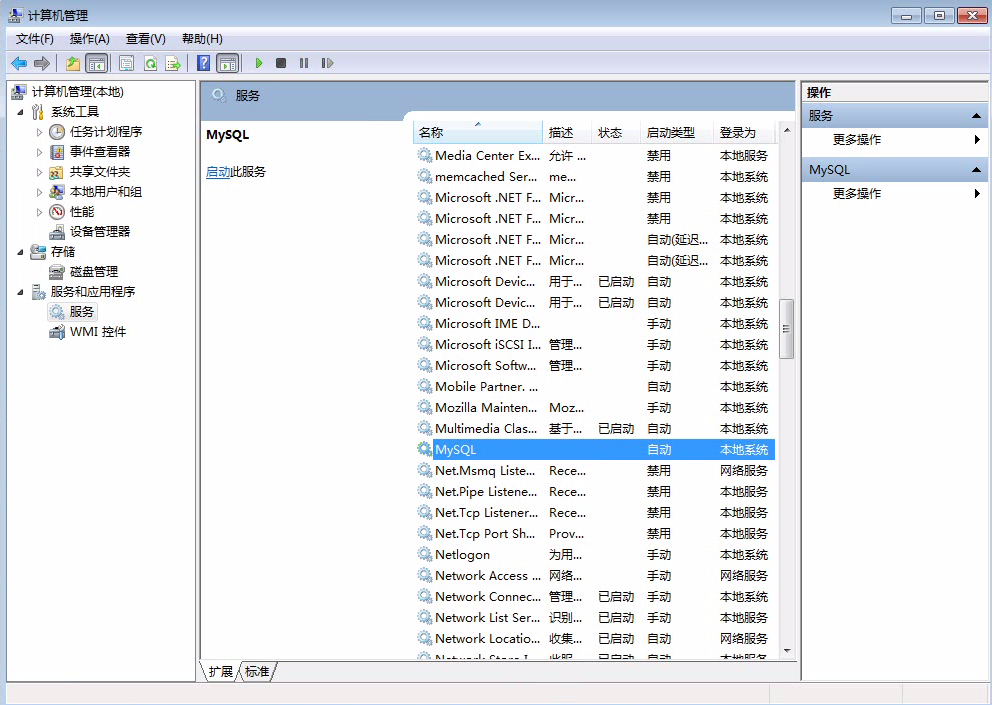 计算机管理
文件(F) 操作(A) 查看(V) 帮助(H)
计算机管理(本地)
系统工具
任务计划程序
事件查看器
共享文件夹
本地用户和组
性能
设备管理器
存储
磁盘管理
服务和应用程序
服务
WMI 控件
服务
MySQL
启动此服务
名称 描述 状态 启动类型 登录为
Media Center Ex... 允许 ... 禁用 本地服务
memcached Ser... me... 禁用 本地系统
Microsoft .NET F... Micr... 禁用 本地系统
Microsoft .NET F... Micr... 禁用 本地系统
Microsoft .NET F... Micr... 自动(延迟... 本地系统
Microsoft .NET F... Micr... 自动(延迟... 本地系统
Microsoft Devic... 用于... 已启动 自动 本地系统
Microsoft Devic... 用于... 已启动 自动 本地系统
Microsoft IME D... 手动 本地系统
Microsoft iSCSI I... 管理... 手动 本地系统
Microsoft Softw... 管理... 手动 本地系统
Mobile Partner. ... 自动 本地系统
Mozilla Mainten... Moz... 手动 本地系统
Multimedia Clas... 基于... 已启动 自动 本地系统
MySQL 自动 本地系统
Net.Msmq Liste... Rece... 禁用 网络服务
Net.Pipe Listene... Rece... 禁用 本地服务
Net.Tcp Listener... Rece... 禁用 本地服务
Net.Tcp Port Sh... Prov... 禁用 本地服务
Netlogon 为用... 手动 本地系统
Network Access ... 网络... 手动 网络服务
Network Connec... 管理... 已启动 手动 本地系统
Network List Ser... 识别... 已启动 手动 本地服务
Network Locatio... 收集... 已启动 自动 网络服务
Network Store I... 此服... 已启动 自动 本地服务
扩展 标准
操作
服务
更多操作
MySQL
更多操作